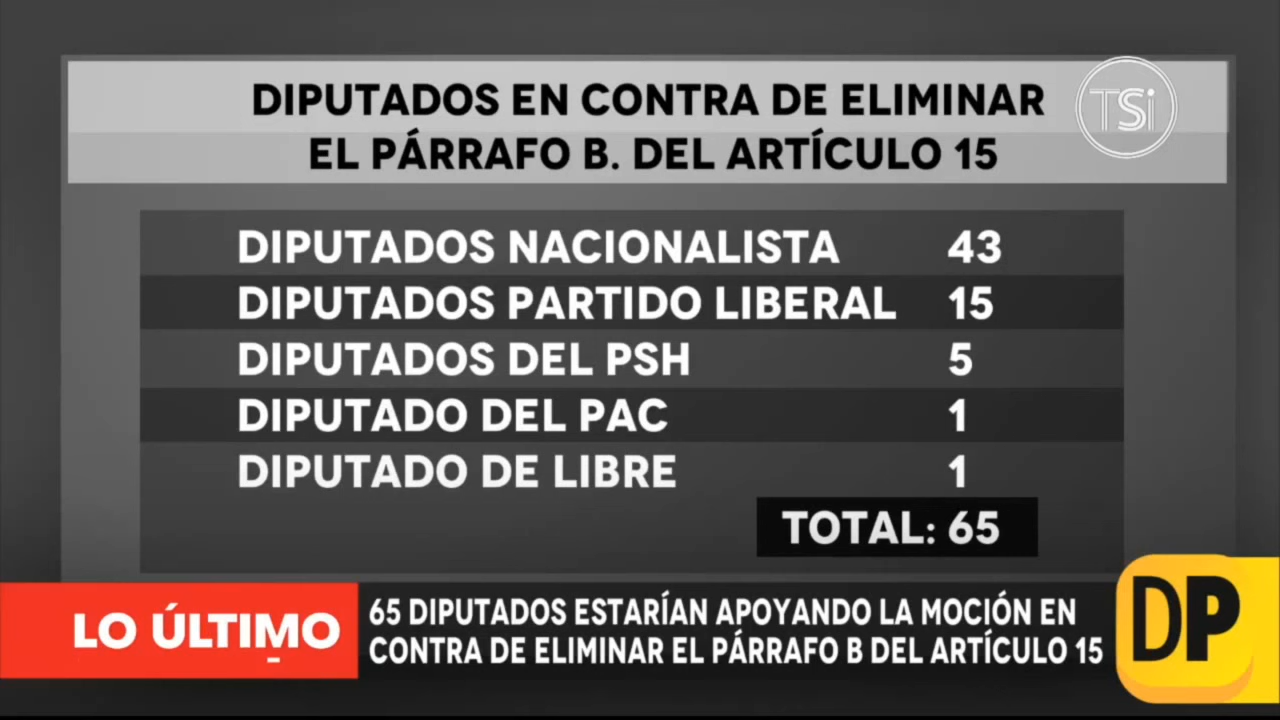 DIPUTADOS EN CONTRA DE ELIMINAR
EL PÁRRAFO B. DEL ARTÍCULO 15
TSi
DIPUTADOS NACIONALISTA 43
DIPUTADOS PARTIDO LIBERAL 15
DIPUTADOS DEL PSH 5
DIPUTADO DEL PAC 1
DIPUTADO DE LIBRE 1
TOTAL: 65
LO ÚLTIMO
65 DIPUTADOS ESTARÍAN APOYANDO LA MOCIÓN EN
CONTRA DE ELIMINAR EL PÁRRAFO B DEL ARTÍCULO 15
DP